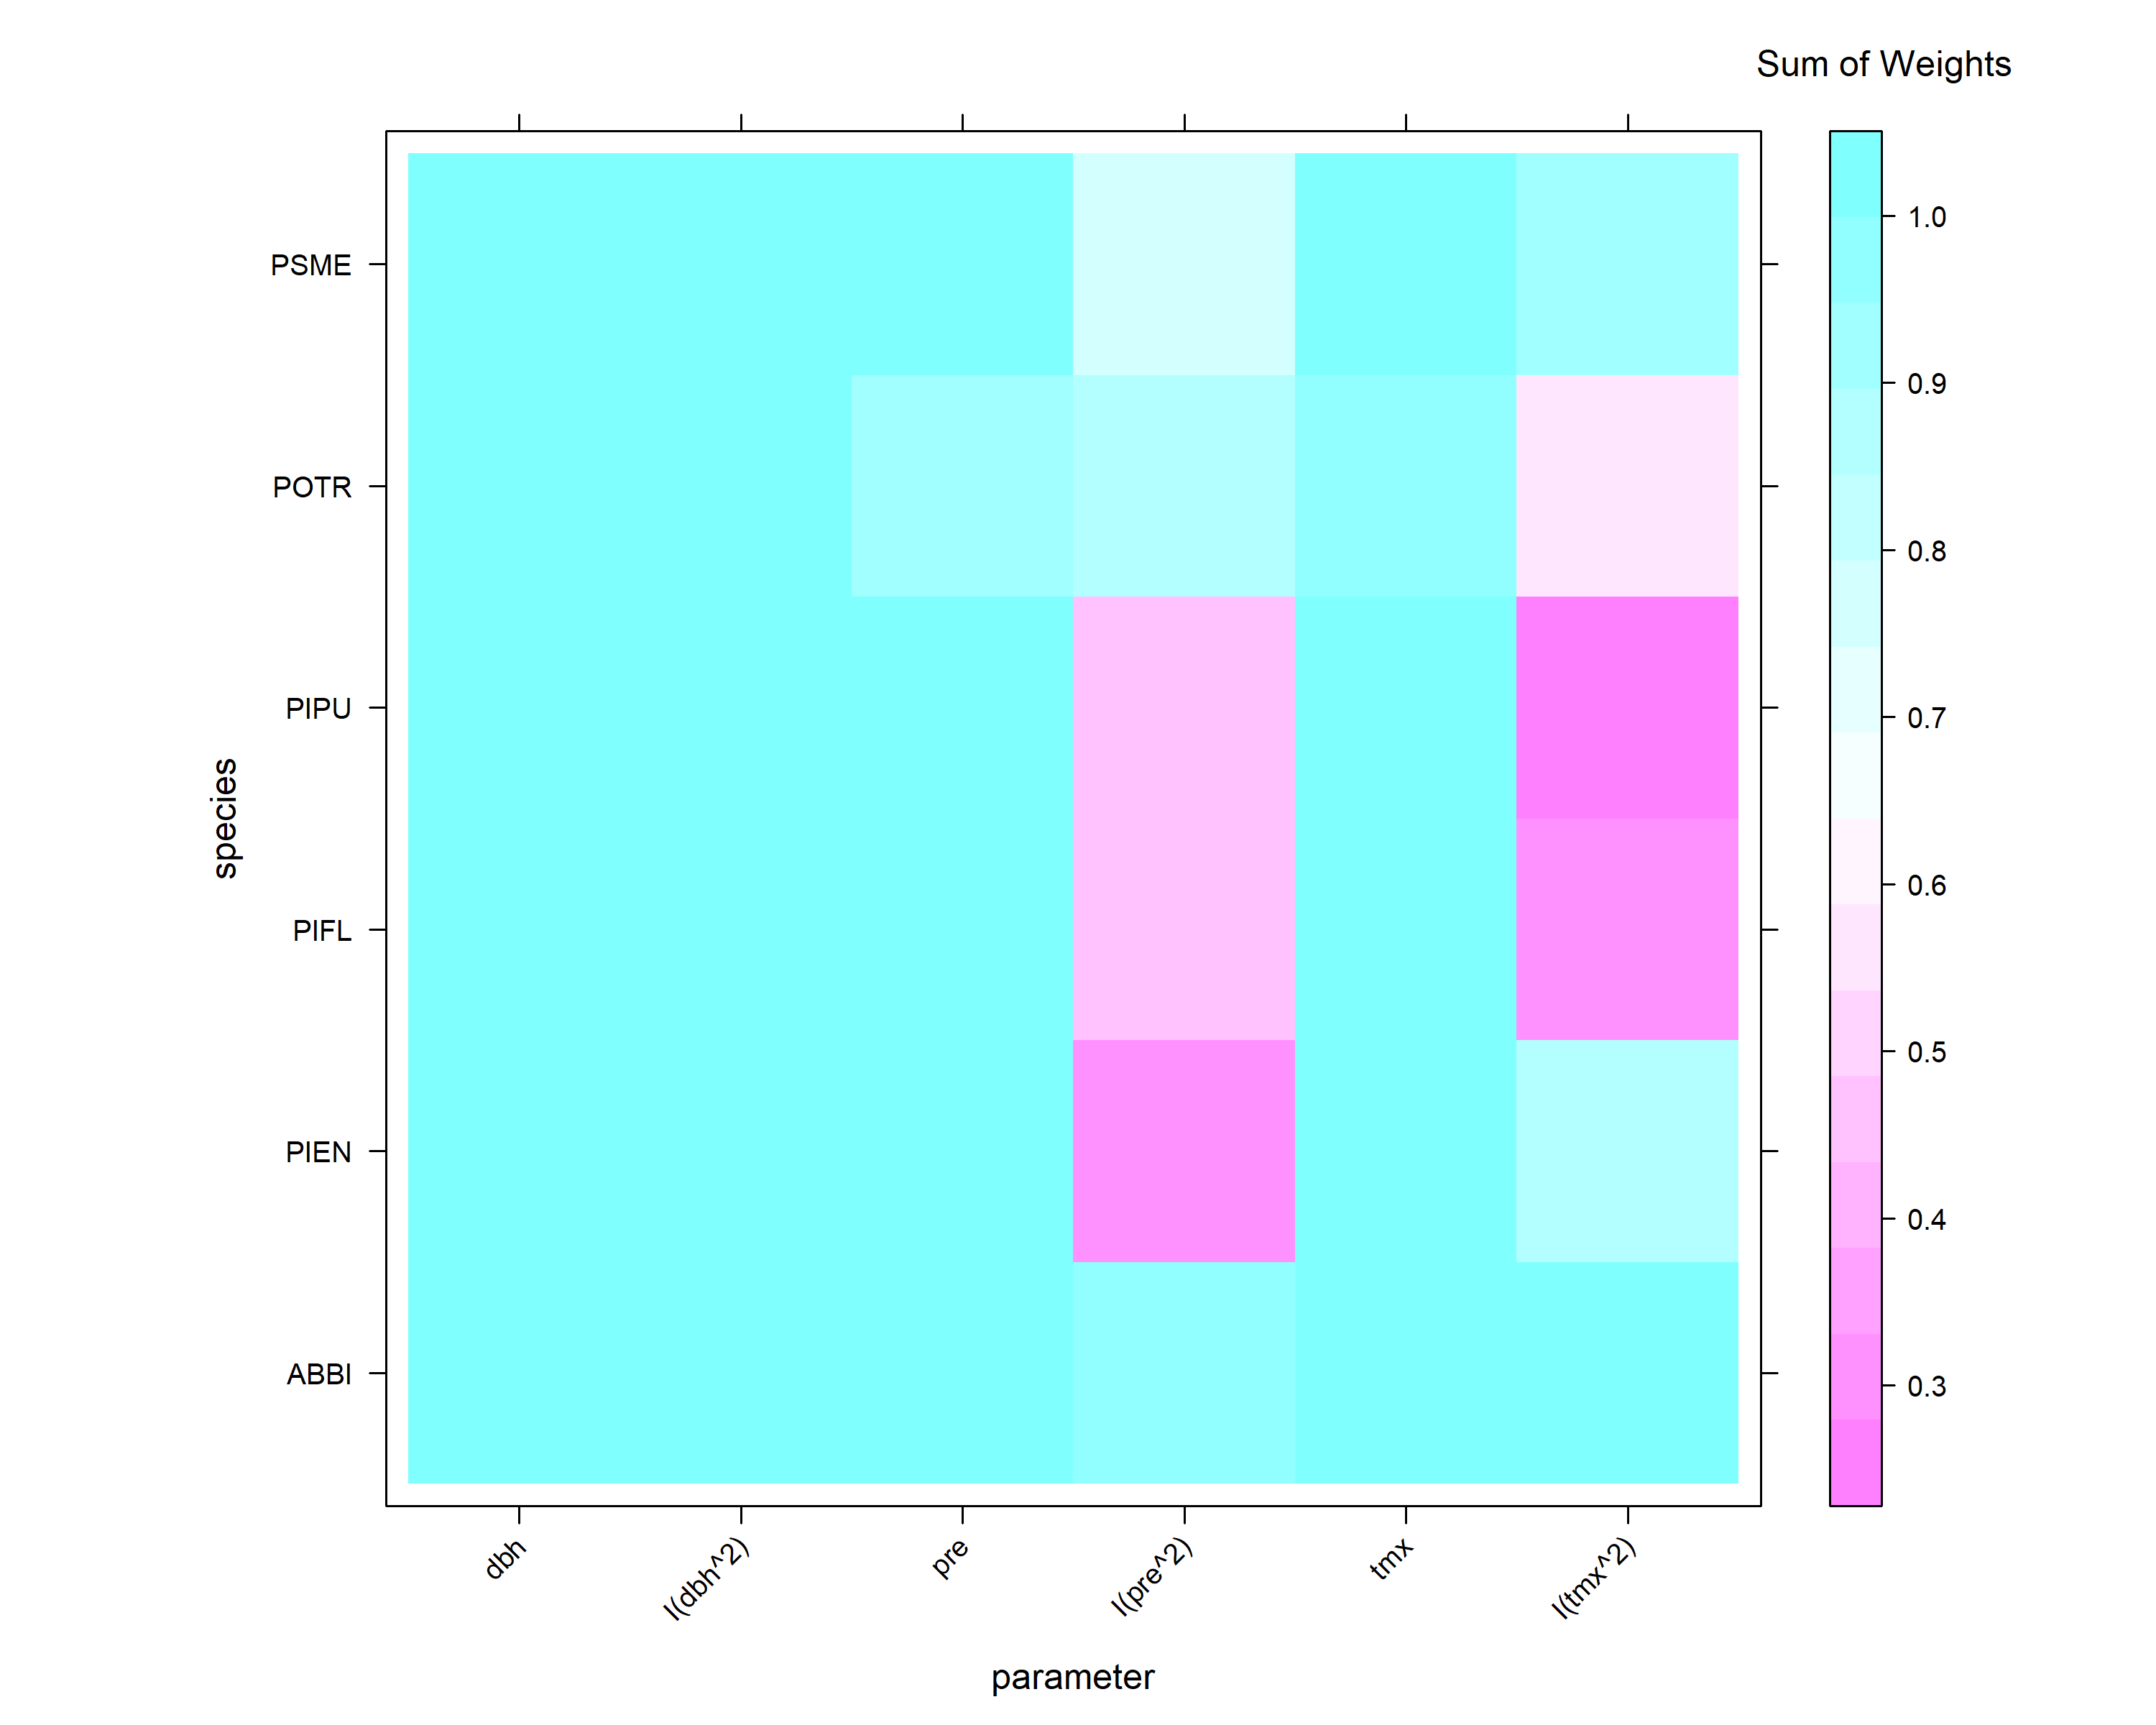 Sum of Weights
PSME
POTR
PIPU
PIFL
PIEN
ABBI
species
1.0
0.9
0.8
0.7
0.6
0.5
0.4
0.3
dbh
I(dbh^2)
pre
I(pre^2)
tmx
I(tmx^2)
parameter